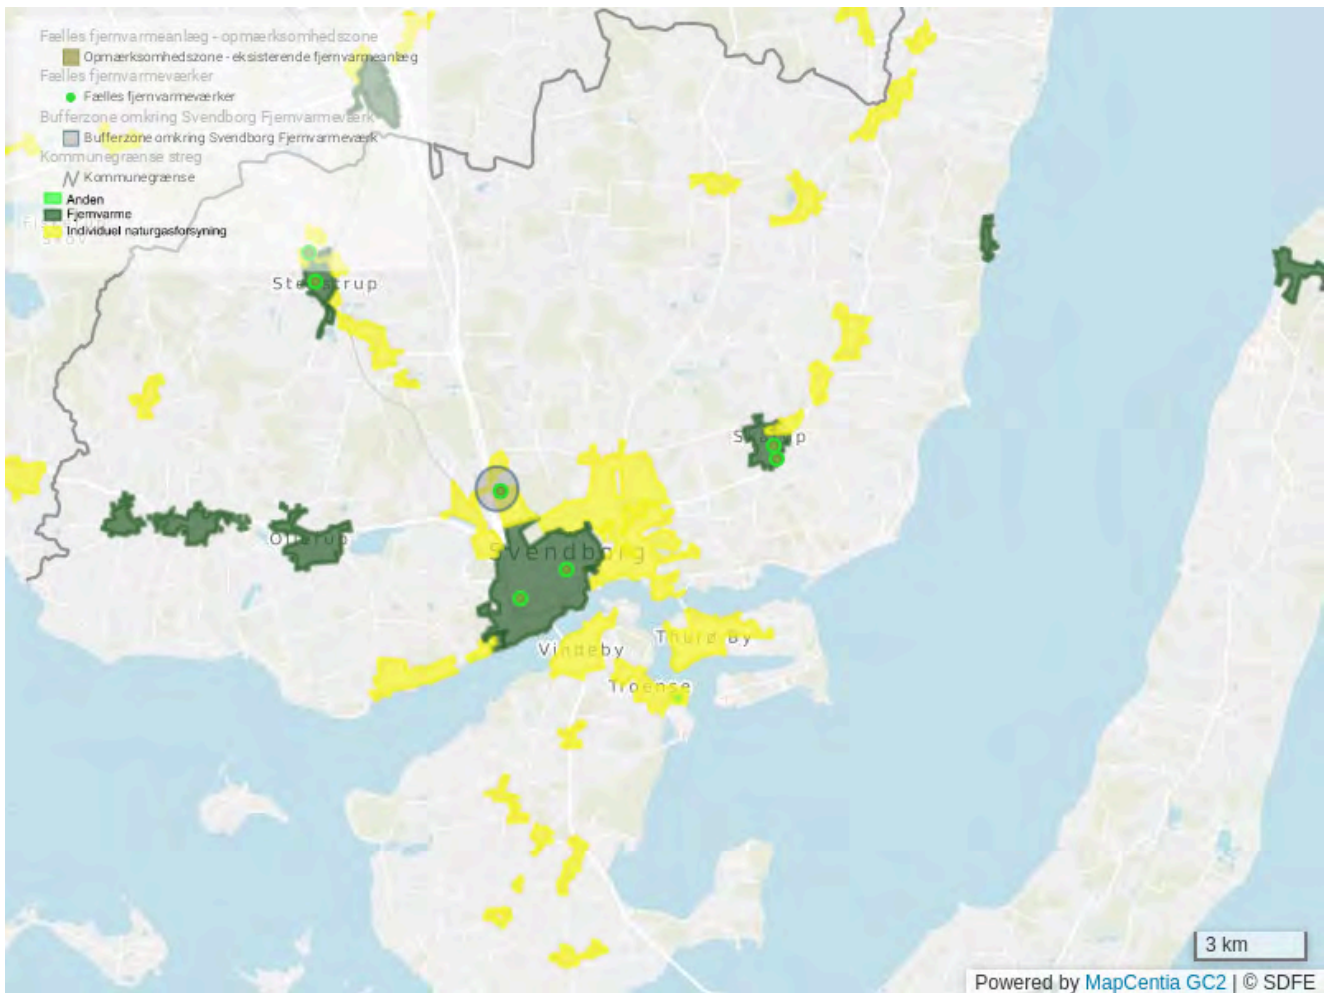 Fælles fjernvarmeanlæg - opmærksomhedszone
Opmærksomhedszone - eksisterende fjernvarmeanlæg
Fælles fjernvarmeværker
Fælles fjernvarmeværker
Bufferzone omkring Svendborg Fjernvarmeværk
Bufferzone omkring Svendborg Fjernvarmeværk
Kommunegrænse streg
Kommunegrænse
Anden
Fjernvarme
Individuel naturgasforsyning
Svendborg
Vindeby
Thurø By
Troense
3 km
Powered by MapCentia GC2 | © SDFE